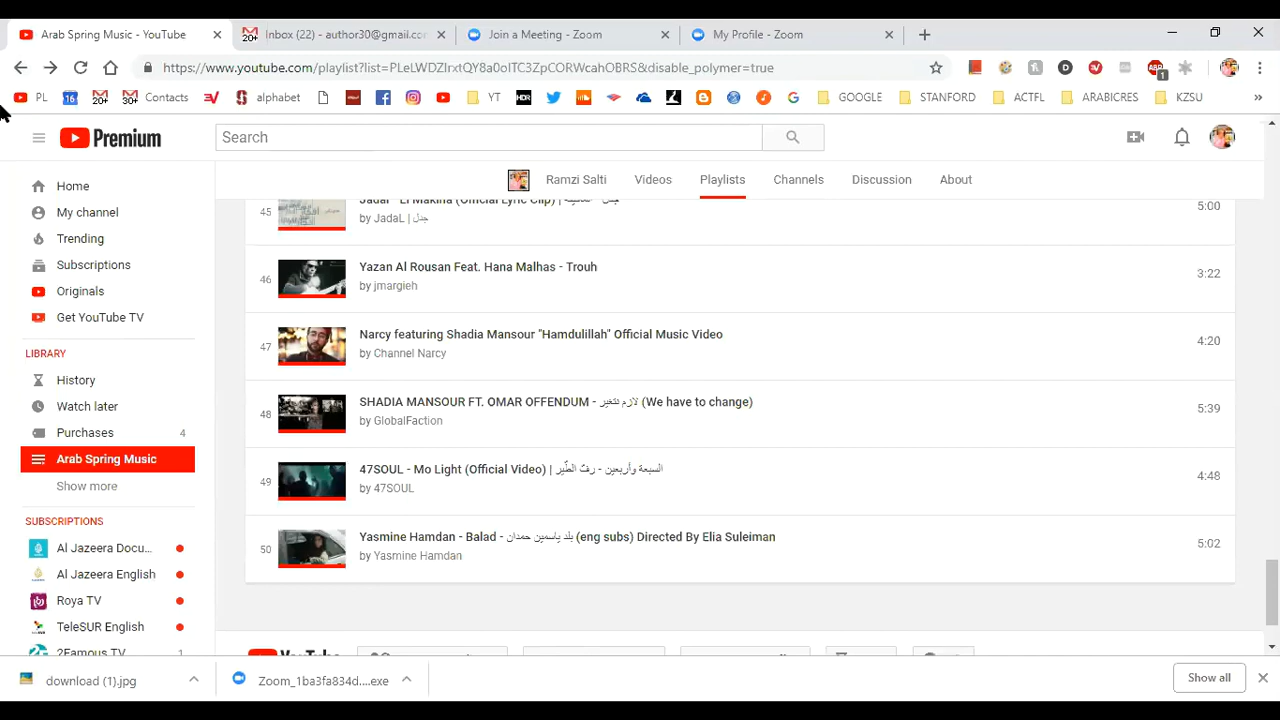 Arab Spring Music - YouTube
Inbox (22) - author30@gmail.co
Join a Meeting - Zoom
My Profile - Zoom
https://www.youtube.com/playlist?list=PLeLWDZIrxtQY8a0oITC3ZpCORWcahOBRS&disable_polymer=true
PL
Contacts
alphabet
YT
GOOGLE
STANFORD
ACTFL
ARABICRES
KZSU
Premium
Search
Ramzi Salti
Videos
Playlists
Channels
Discussion
About
Home
My channel
Trending
Subscriptions
Originals
Get YouTube TV
LIBRARY
History
Watch later
Purchases 4
Arab Spring Music
Show more
SUBSCRIPTIONS
Al Jazeera Docu...
Al Jazeera English
Roya TV
TeleSUR English
?Famous TV 1
45 (Official Lyric Clip) 5:00
by JadaL | جدل
46 Yazan Al Rousan Feat. Hana Malhas - Trouh 3:22
by jmargieh
47 Narcy featuring Shadia Mansour "Hamdulillah" Official Music Video 4:20
by Channel Narcy
48 SHADIA MANSOUR FT. OMAR OFFENDUM - لازم نتغير (We have to change) 5:39
by GlobalFaction
49 47SOUL - Mo Light (Official Video) | السبعة وأربعين - رفّ الطّير 4:48
by 47SOUL
50 Yasmine Hamdan - Balad - بلد ياسمين حمدان (eng subs) Directed By Elia Suleiman 5:02
by Yasmine Hamdan
download (1).jpg
Zoom_1ba3fa834d....exe
Show all